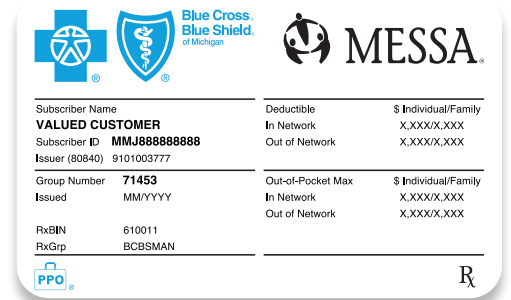 Blue Cross®
Blue Shield®
of Michigan
® ®
MESSA®
Subscriber Name
VALUED CUSTOMER
Subscriber ID MMJ888888888
Issuer (80840) 9101003777
Group Number 71453
Issued MM/YYYY
RxBIN 610011
RxGrp BCBSMAN
Deductible $ Individual/Family
In Network X,XXX/X,XXX
Out of Network X,XXX/X,XXX
Out-of-Pocket Max $ Individual/Family
In Network X,XXX/X,XXX
Out of Network X,XXX/X,XXX
PPO®
℞